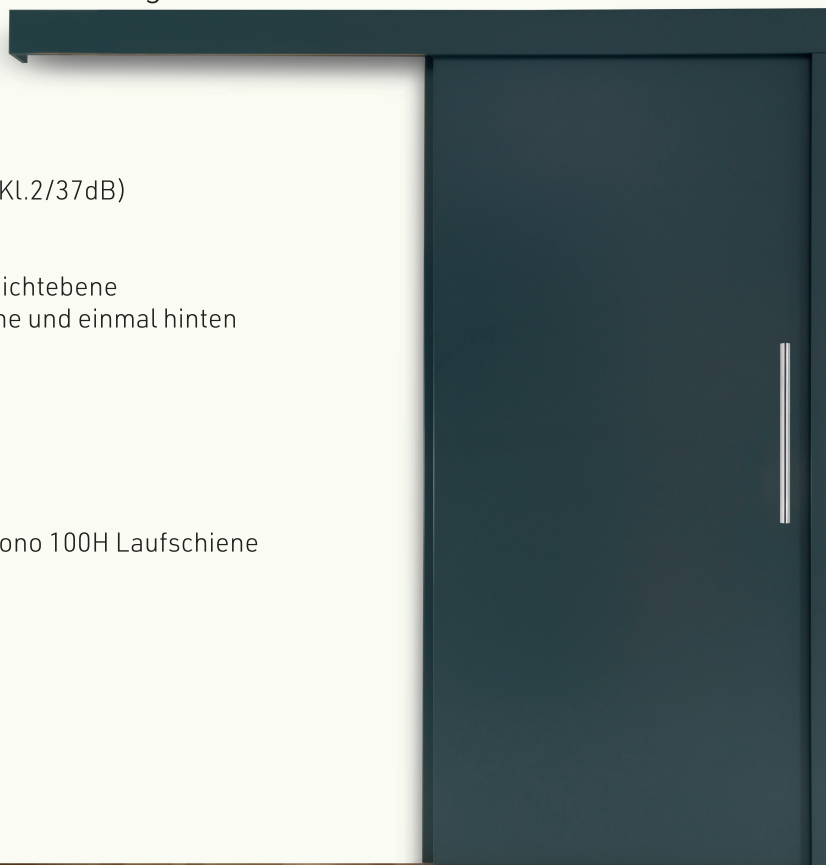 Kl.2/37dB)
ichtebene
ne und einmal hinten
ono 100H Laufschiene